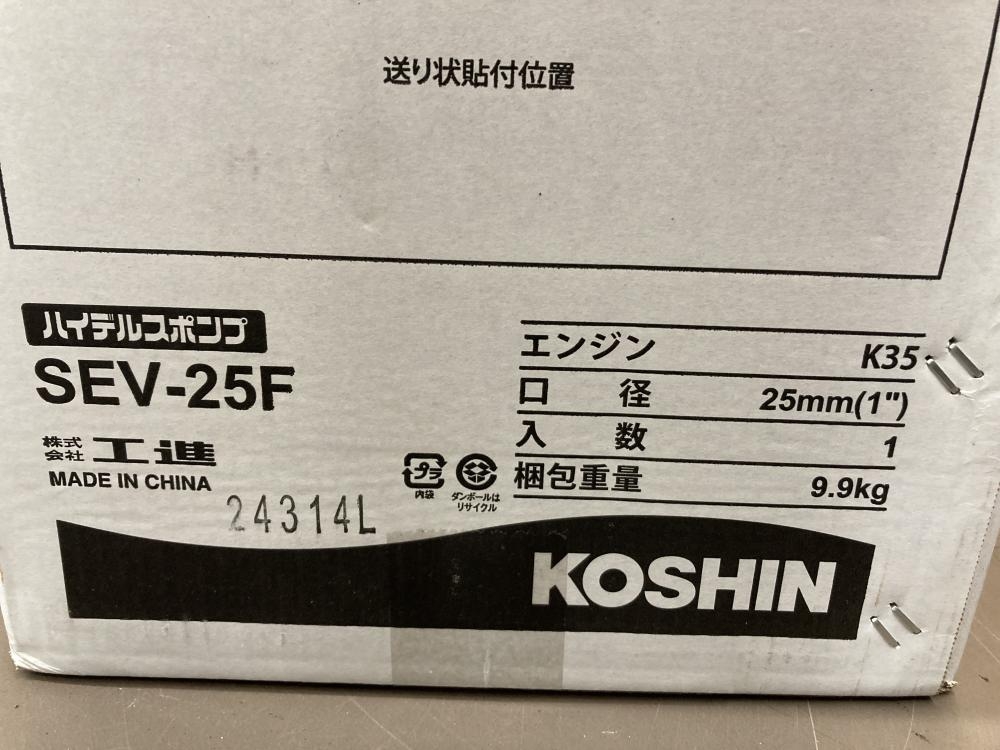 送り状貼付位置
ハイデルスポンプ
SEV-25F
株式会社 工進
MADE IN CHINA
24314L
プラ
内袋
ダンボールは
リサイクル
エンジン K35
口径 25mm(1")
入数 1
梱包重量 9.9kg
KOSHIN